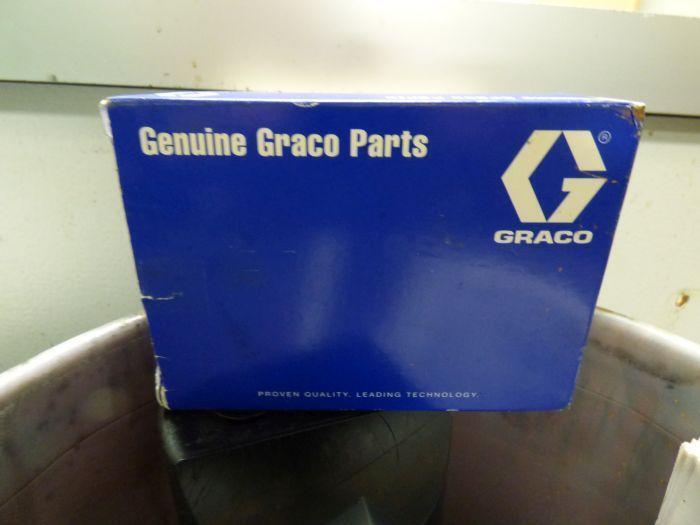 Genuine Graco Parts
®
GRACO
PROVEN QUALITY. LEADING TECHNOLOGY.